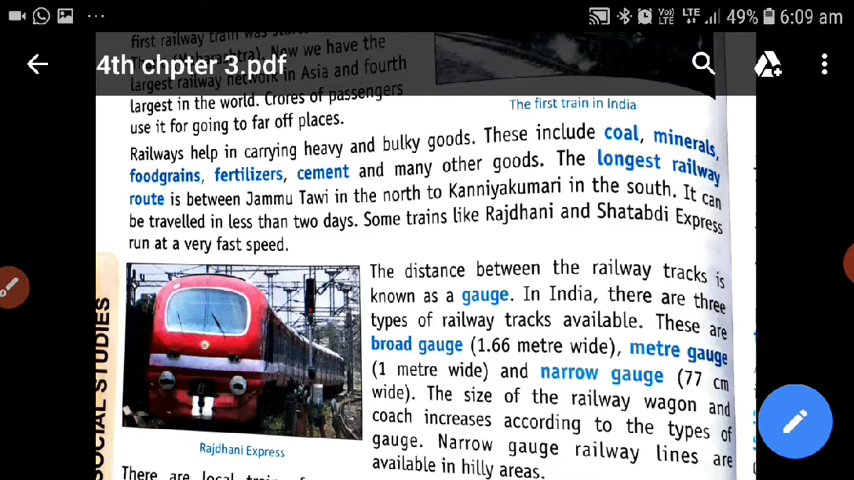 LTE
Vo)
LTE
LTE
49% 6:09 am
4th chpter 3.pdf
first railway train was
Now we have the
largest railway network in Asia and fourth
largest in the world. Crores of passengers
use it for going to far off places.
The first train in India
Railways help in carrying heavy and bulky goods. These include coal, minerals,
foodgrains, fertilizers, cement and many other goods. The longest railway
route is between Jammu Tawi in the north to Kanniyakumari in the south. It can
be travelled in less than two days. Some trains like Rajdhani and Shatabdi Express
run at a very fast speed.
SOCIAL STUDIES
Rajdhani Express
The distance between the railway tracks is
known as a gauge. In India, there are three
types of railway tracks available. These are
broad gauge (1.66 metre wide), metre gauge
(1 metre wide) and narrow gauge (77 cm
wide). The size of the railway wagon and
coach increases according to the types of
gauge. Narrow gauge railway lines are
available in hilly areas.
There are local